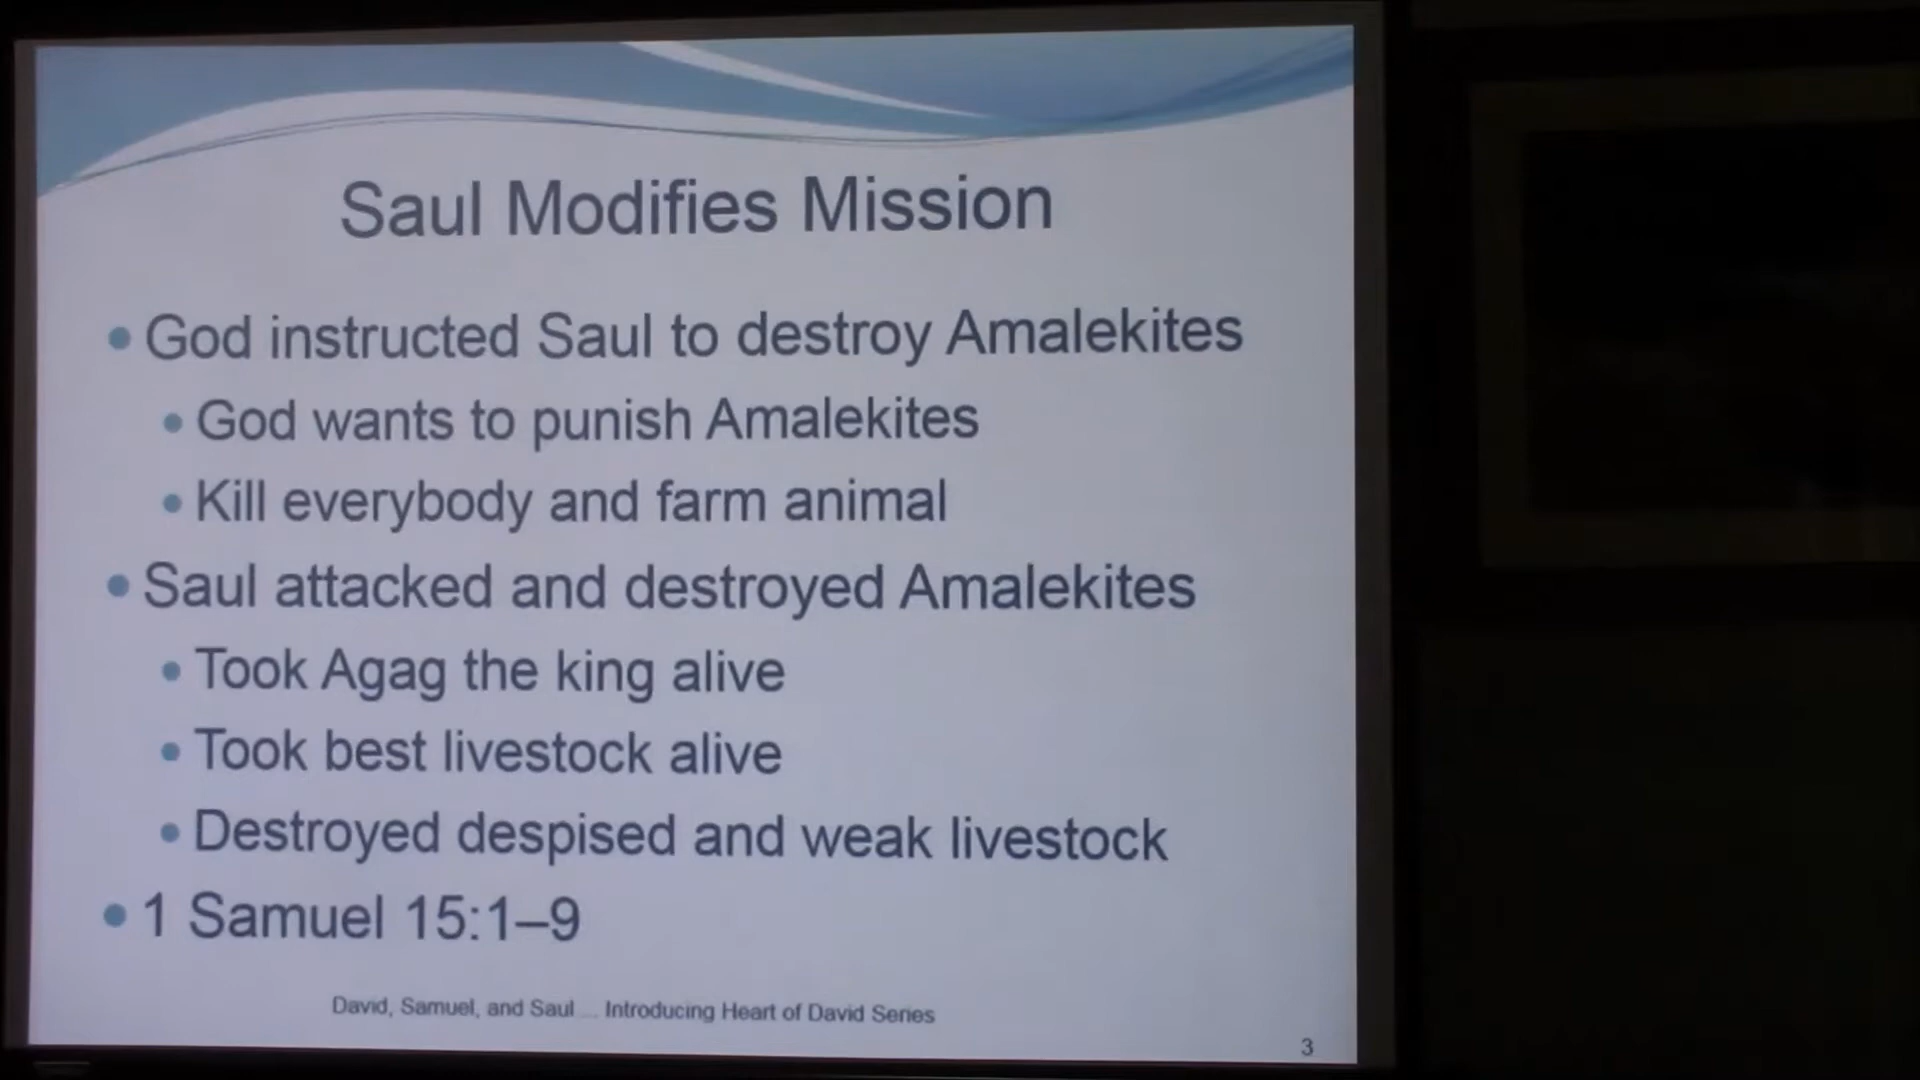 Saul Modifies Mission
• God instructed Saul to destroy Amalekites
• God wants to punish Amalekites
• Kill everybody and farm animal
• Saul attacked and destroyed Amalekites
• Took Agag the king alive
• Took best livestock alive
• Destroyed despised and weak livestock
• 1 Samuel 15:1–9
David, Samuel, and Saul ... Introducing Heart of David Series
3